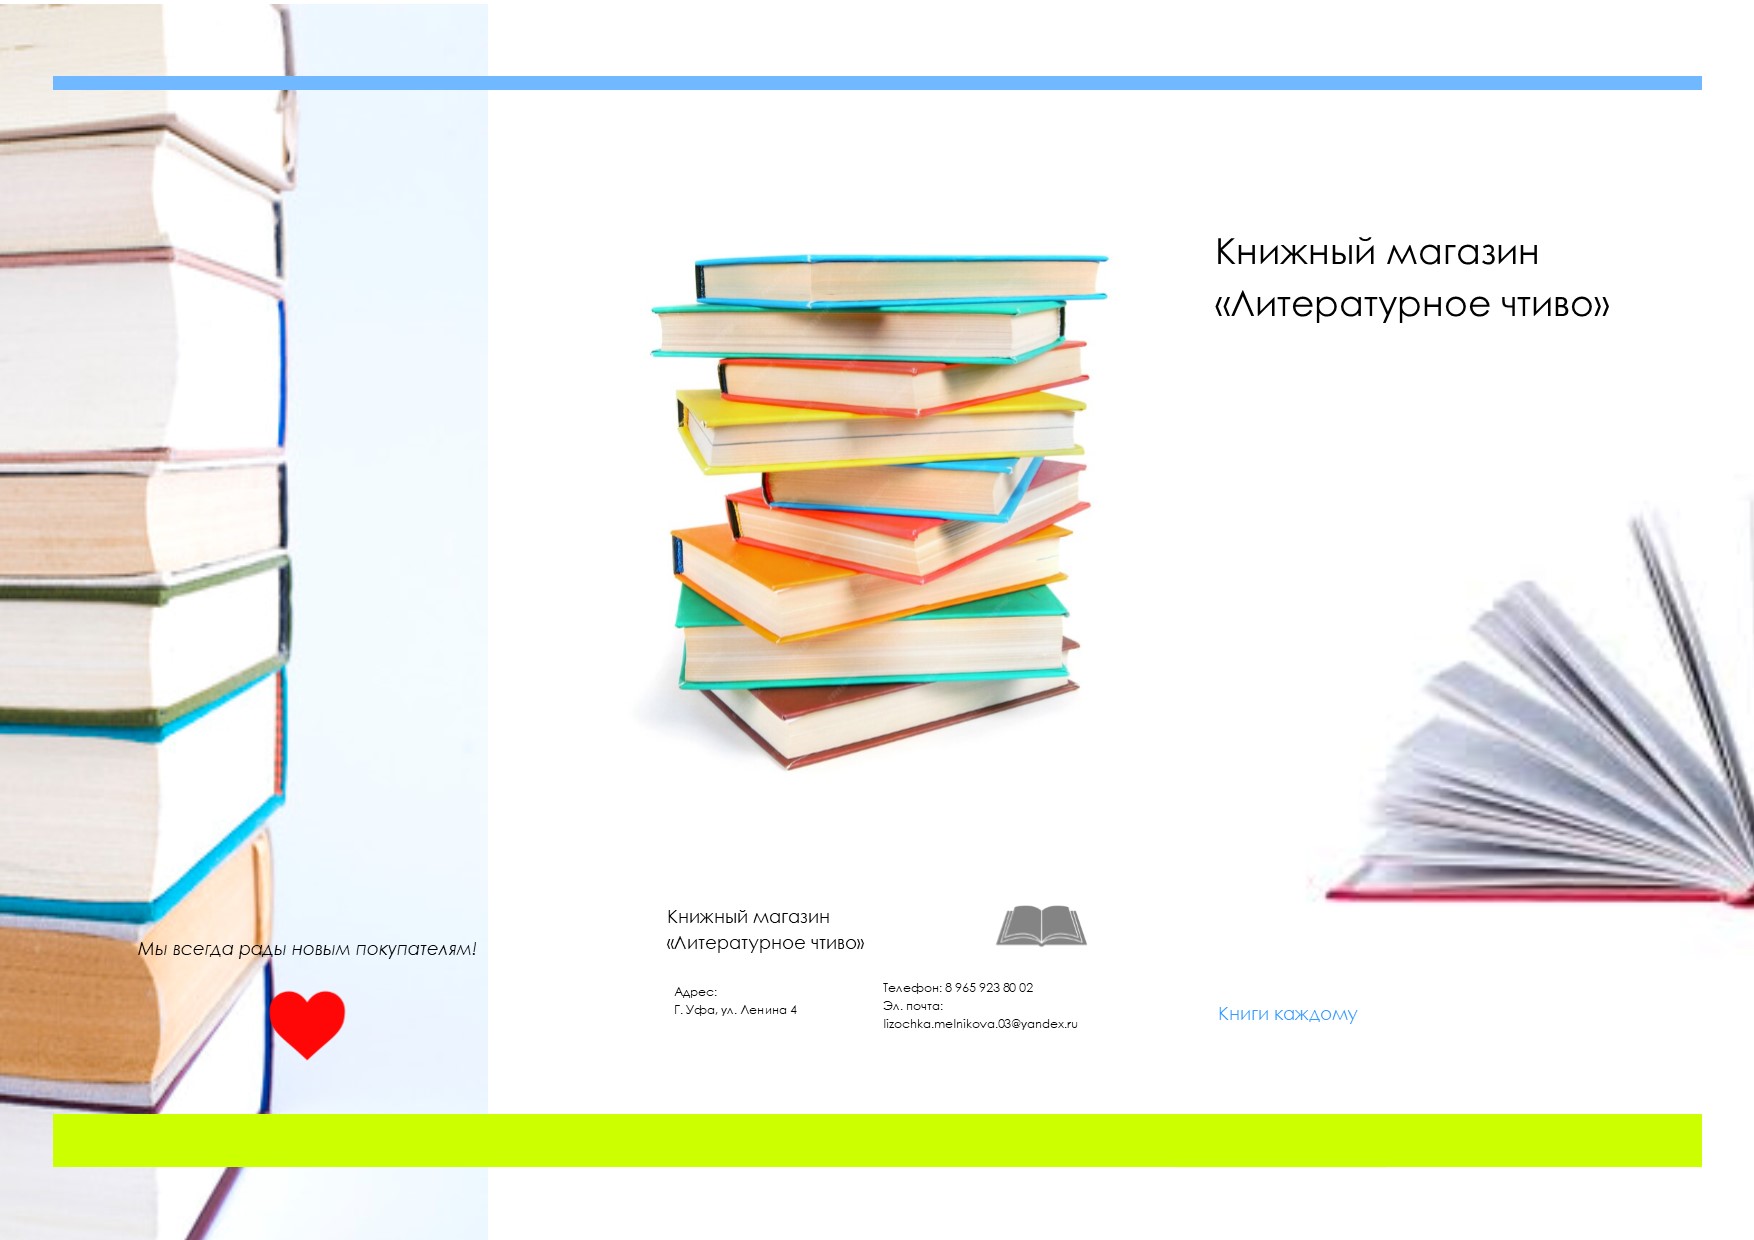 Мы всегда рады новым покупателям!
Книжный магазин
«Литературное чтиво»
Адрес:
Г. Уфа, ул. Ленина 4
Телефон: 8 965 923 80 02
Эл. почта:
lizochka.melnikova.03@yandex.ru
Книжный магазин
«Литературное чтиво»
Книги каждому